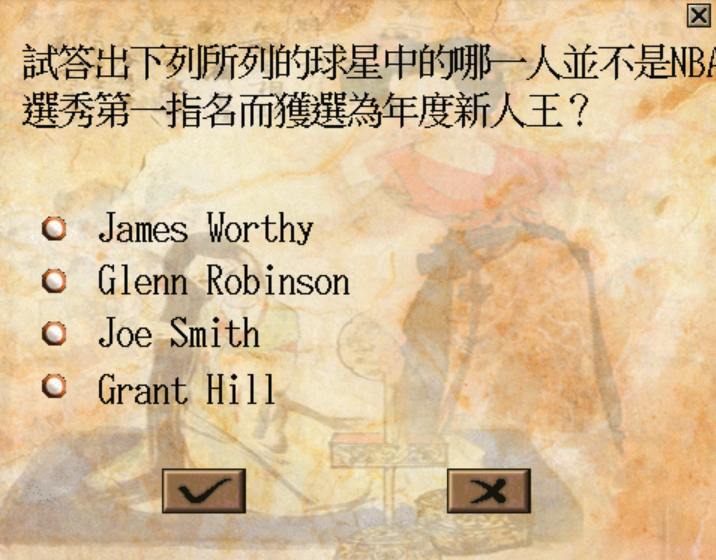 試答出下列所列的球星中的哪一人並不是NBA
選秀第一指名而獲選為年度新人王？
James Worthy
Glenn Robinson
Joe Smith
Grant Hill